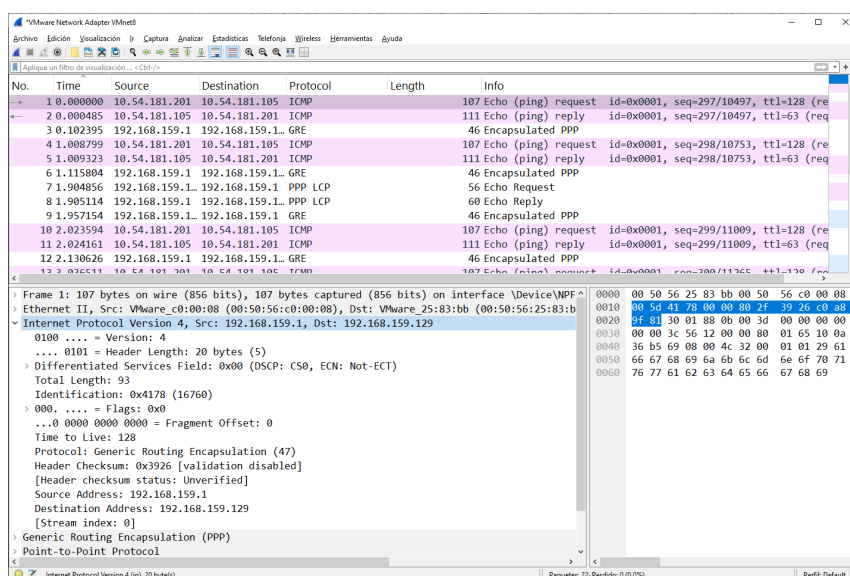 *VMware Network Adapter VMnet8
Archivo Edición Visualización Ir Captura Analizar Estadísticas Telefonía Wireless Herramientas Ayuda
Aplique un filtro de visualización ... <Ctrl-/>
No. Time Source Destination Protocol Length Info
1 0.000000 10.54.181.201 10.54.181.105 ICMP 107 Echo (ping) request id=0x0001, seq=297/10497, ttl=128 (re
2 0.000485 10.54.181.105 10.54.181.201 ICMP 111 Echo (ping) reply id=0x0001, seq=297/10497, ttl=63 (req
3 0.102395 192.168.159.1 192.168.159.1… GRE 46 Encapsulated PPP
4 1.008799 10.54.181.201 10.54.181.105 ICMP 107 Echo (ping) request id=0x0001, seq=298/10753, ttl=128 (re
5 1.009323 10.54.181.105 10.54.181.201 ICMP 111 Echo (ping) reply id=0x0001, seq=298/10753, ttl=63 (req
6 1.115804 192.168.159.1 192.168.159.1… GRE 46 Encapsulated PPP
7 1.904856 192.168.159.1… 192.168.159.1 PPP LCP 56 Echo Request
8 1.905114 192.168.159.1 192.168.159.1… PPP LCP 60 Echo Reply
9 1.957154 192.168.159.1… 192.168.159.1 GRE 46 Encapsulated PPP
10 2.023594 10.54.181.201 10.54.181.105 ICMP 107 Echo (ping) request id=0x0001, seq=299/11009, ttl=128 (re
11 2.024161 10.54.181.105 10.54.181.201 ICMP 111 Echo (ping) reply id=0x0001, seq=299/11009, ttl=63 (req
12 2.130626 192.168.159.1 192.168.159.1… GRE 46 Encapsulated PPP
13 3.036511 10.54.181.201 10.54.181.105 ICMP 107 Echo (ping) request id=0x0001, seq=300/11265, ttl=128 (re
Frame 1: 107 bytes on wire (856 bits), 107 bytes captured (856 bits) on interface \Device\NPF
Ethernet II, Src: VMware_c0:00:08 (00:50:56:c0:00:08), Dst: VMware_25:83:bb (00:50:56:25:83:b
Internet Protocol Version 4, Src: 192.168.159.1, Dst: 192.168.159.129
0100 .... = Version: 4
.... 0101 = Header Length: 20 bytes (5)
Differentiated Services Field: 0x00 (DSCP: CS0, ECN: Not-ECT)
Total Length: 93
Identification: 0x4178 (16760)
000. .... = Flags: 0x0
...0 0000 0000 0000 = Fragment Offset: 0
Time to Live: 128
Protocol: Generic Routing Encapsulation (47)
Header Checksum: 0x3926 [validation disabled]
[Header checksum status: Unverified]
Source Address: 192.168.159.1
Destination Address: 192.168.159.129
[Stream index: 0]
Generic Routing Encapsulation (PPP)
Point-to-Point Protocol
0000 00 50 56 25 83 bb 00 50 56 c0 00 08
0010 00 5d 41 78 00 00 80 2f 39 26 c0 a8
0020 9f 81 30 01 88 0b 00 3d 00 00 00 00
0030 00 00 3c 56 12 00 00 80 01 65 10 0a
0040 36 b5 69 08 00 4c 32 00 01 01 29 61
0050 66 67 68 69 6a 6b 6c 6d 6e 6f 70 71
0060 76 77 61 62 63 64 65 66 67 68 69
Internet Protocol Version 4 (ip), 20 byte(s)
Paquetes: 22· Perdido: 0 (0.0%)
Perfil: Default